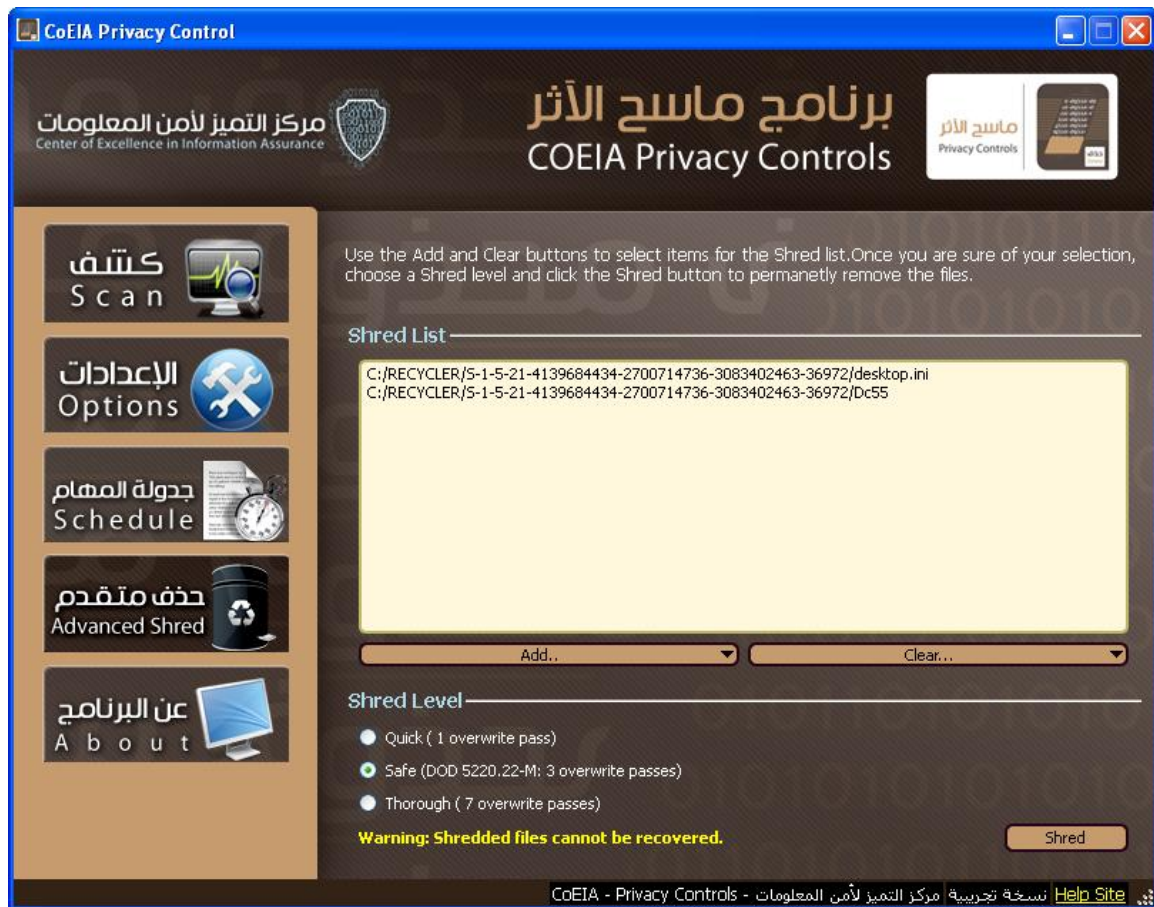 CoEIA Privacy Control
مركز التميز لأمن المعلومات
Center of Excellence in Information Assurance
برنامج ماسح الأثر
COEIA Privacy Controls
ماسح الأثر
Privacy Controls
كشف
Scan
الإعدادات
Options
جدولة المهام
Schedule
حذف متقدم
Advanced Shred
عن البرنامج
About
Use the Add and Clear buttons to select items for the Shred list.Once you are sure of your selection,
choose a Shred level and click the Shred button to permanetly remove the files.
Shred List
C:/RECYCLER/S-1-5-21-4139684434-2700714736-3083402463-36972/desktop.ini
C:/RECYCLER/S-1-5-21-4139684434-2700714736-3083402463-36972/Dc55
Add..
Clear...
Shred Level
Quick ( 1 overwrite pass)
Safe (DOD 5220.22-M: 3 overwrite passes)
Thorough ( 7 overwrite passes)
Warning: Shredded files cannot be recovered.
Shred
CoEIA - Privacy Controls - نسخة تجريبية مركز التميز لأمن المعلومات
Help Site